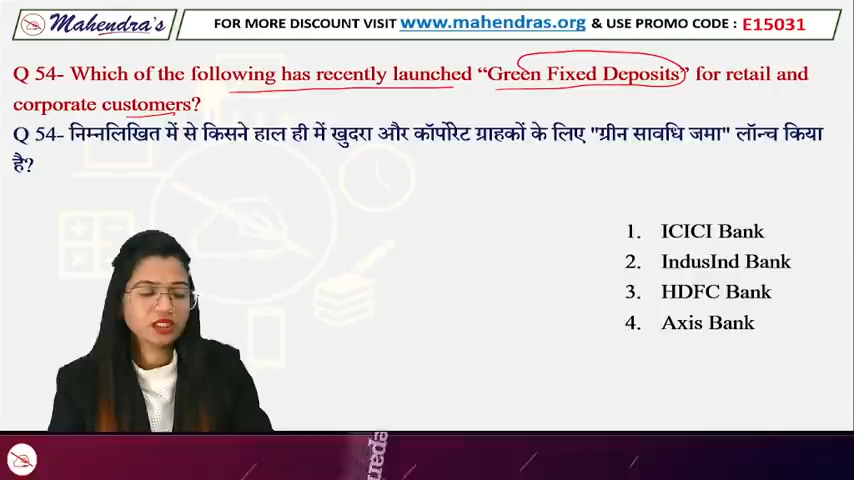 Mahendra's
FOR MORE DISCOUNT VISIT www.mahendras.org & USE PROMO CODE : E15031
Q 54- Which of the following has recently launched “Green Fixed Deposits” for retail and
corporate customers?
Q 54- निम्नलिखित में से किसने हाल ही में खुदरा और कॉर्पोरेट ग्राहकों के लिए "ग्रीन सावधि जमा" लॉन्च किया
है?
1. ICICI Bank
2. IndusInd Bank
3. HDFC Bank
4. Axis Bank